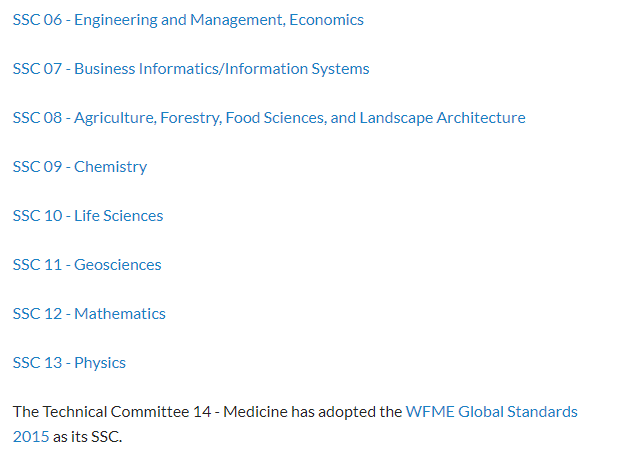 SSC 06 - Engineering and Management, Economics
SSC 07 - Business Informatics/Information Systems
SSC 08 - Agriculture, Forestry, Food Sciences, and Landscape Architecture
SSC 09 - Chemistry
SSC 10 - Life Sciences
SSC 11 - Geosciences
SSC 12 - Mathematics
SSC 13 - Physics
The Technical Committee 14 - Medicine has adopted the WFME Global Standards
2015 as its SSC.